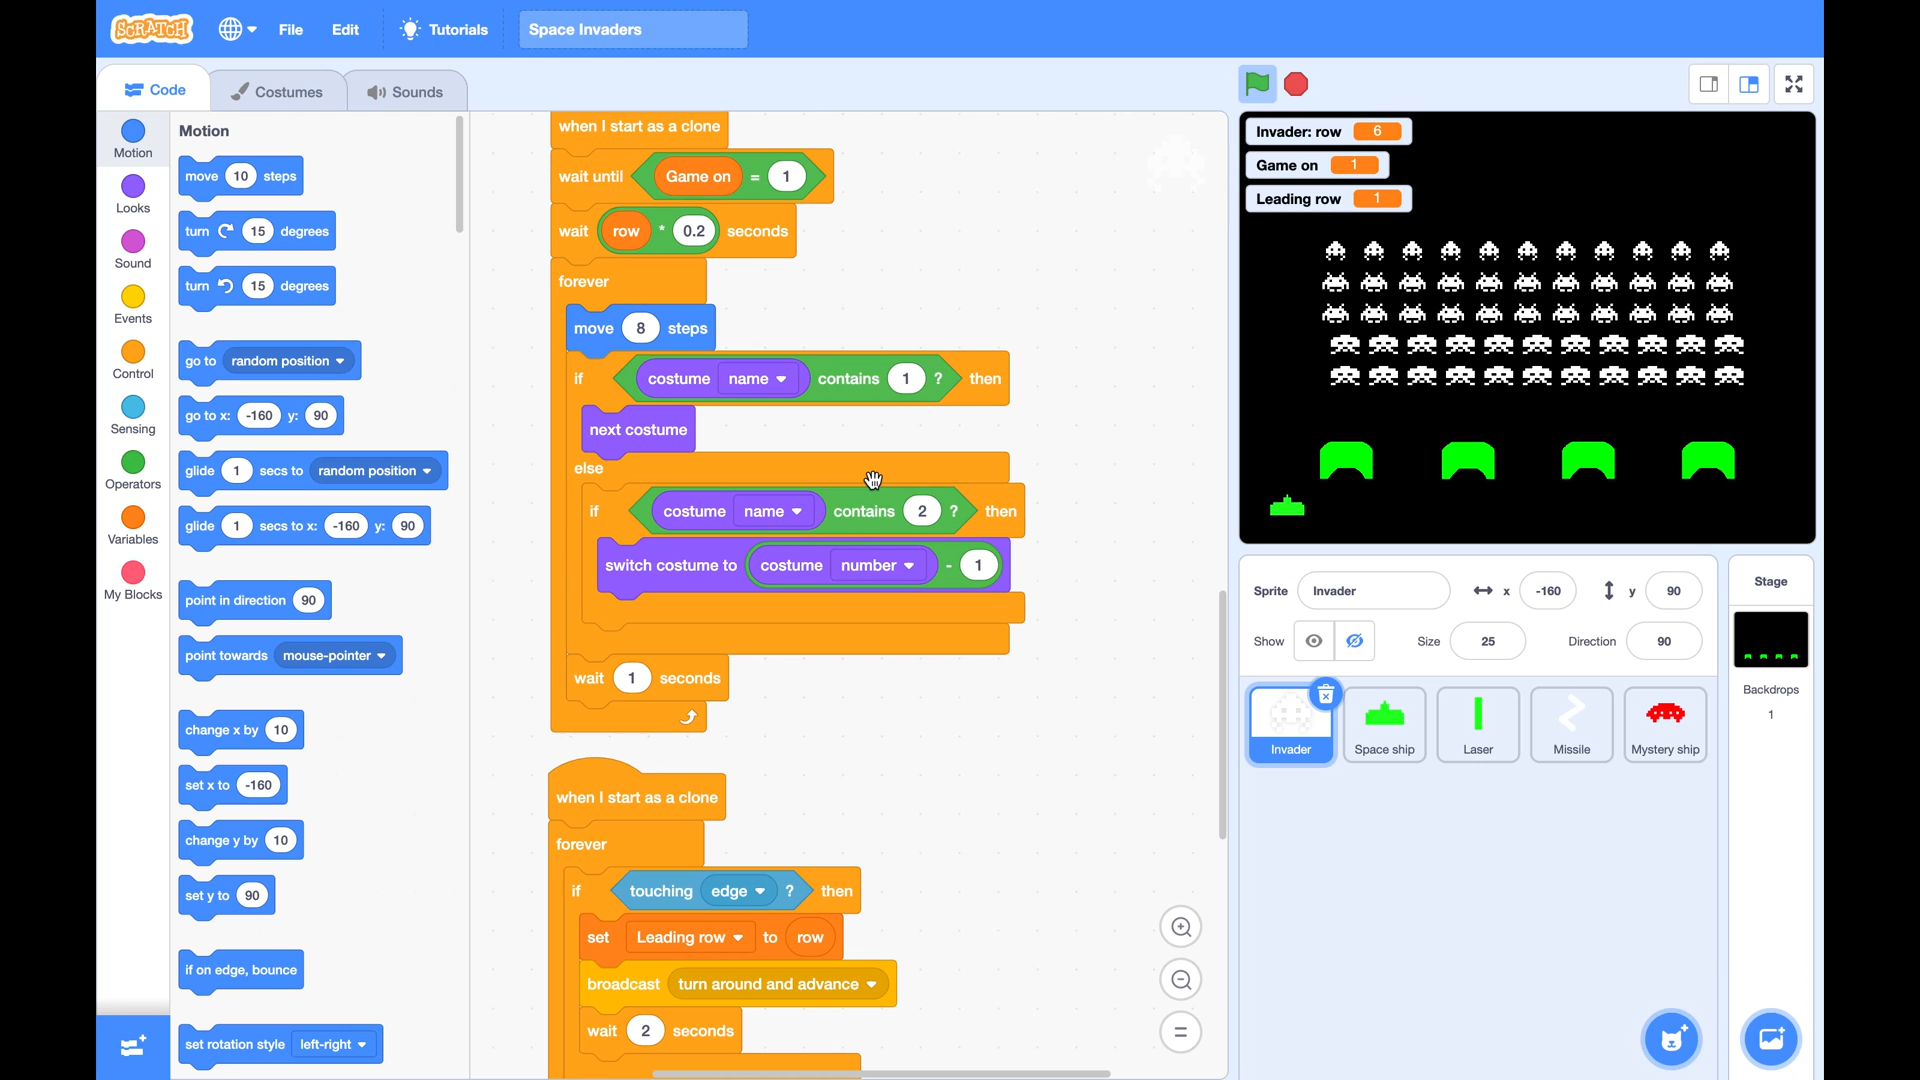 SCRATCH File Edit Tutorials Space Invaders
Code Costumes Sounds
Motion
Looks
Sound
Events
Control
Sensing
Operators
Variables
My Blocks
Motion
move 10 steps
turn 15 degrees
turn 15 degrees
go to random position
go to x: -160 y: 90
glide 1 secs to random position
glide 1 secs to x: -160 y: 90
point in direction 90
point towards mouse-pointer
change x by 10
set x to -160
change y by 10
set y to 90
if on edge, bounce
set rotation style left-right
when I start as a clone
wait until Game on = 1
wait row * 0.2 seconds
forever
move 8 steps
if costume name contains 1 ? then
next costume
else
if costume name contains 2 ? then
switch costume to costume number - 1
wait 1 seconds
when I start as a clone
forever
if touching edge ? then
set Leading row to row
broadcast turn around and advance
wait 2 seconds
Invader: row 6
Game on 1
Leading row 1
Sprite Invader x -160 y 90
Show Size 25 Direction 90
Invader
Space ship
Laser
Missile
Mystery ship
Stage
Backdrops
1